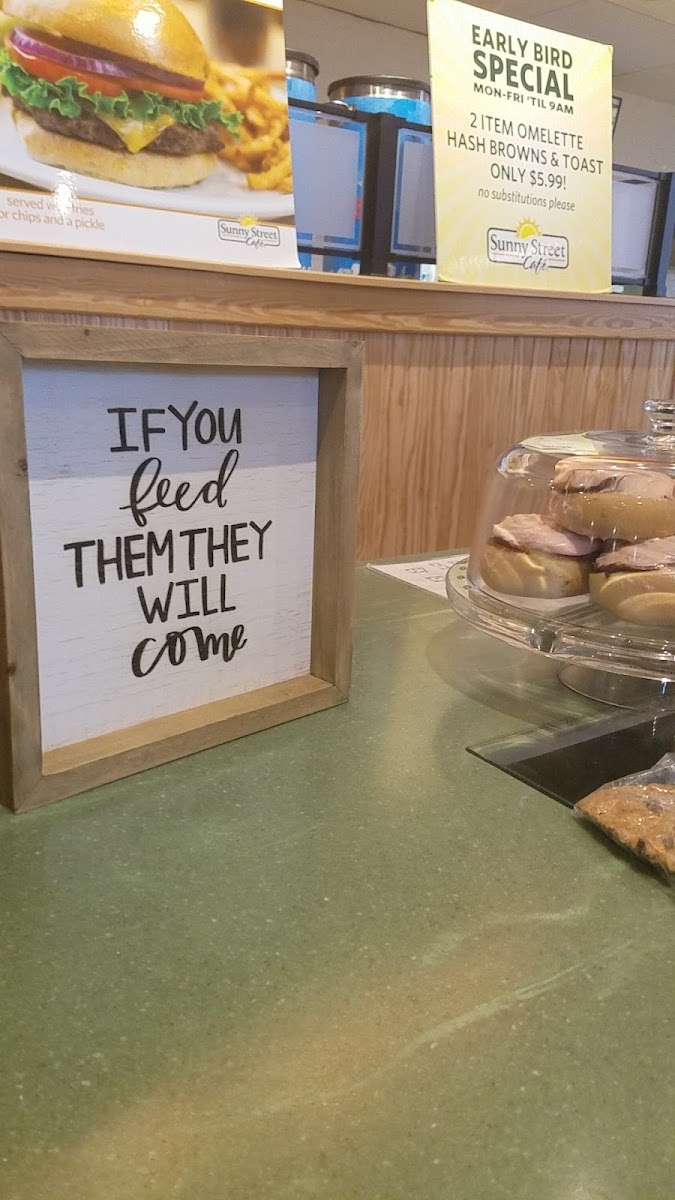 served w/ fries
or chips and a pickle
Sunny Street
Café
EARLY BIRD
SPECIAL
MON-FRI 'TIL 9AM
2 ITEM OMELETTE
HASH BROWNS & TOAST
ONLY $5.99!
no substitutions please
Sunny Street
Café
IF YOU
feed
THEM THEY
WILL
come